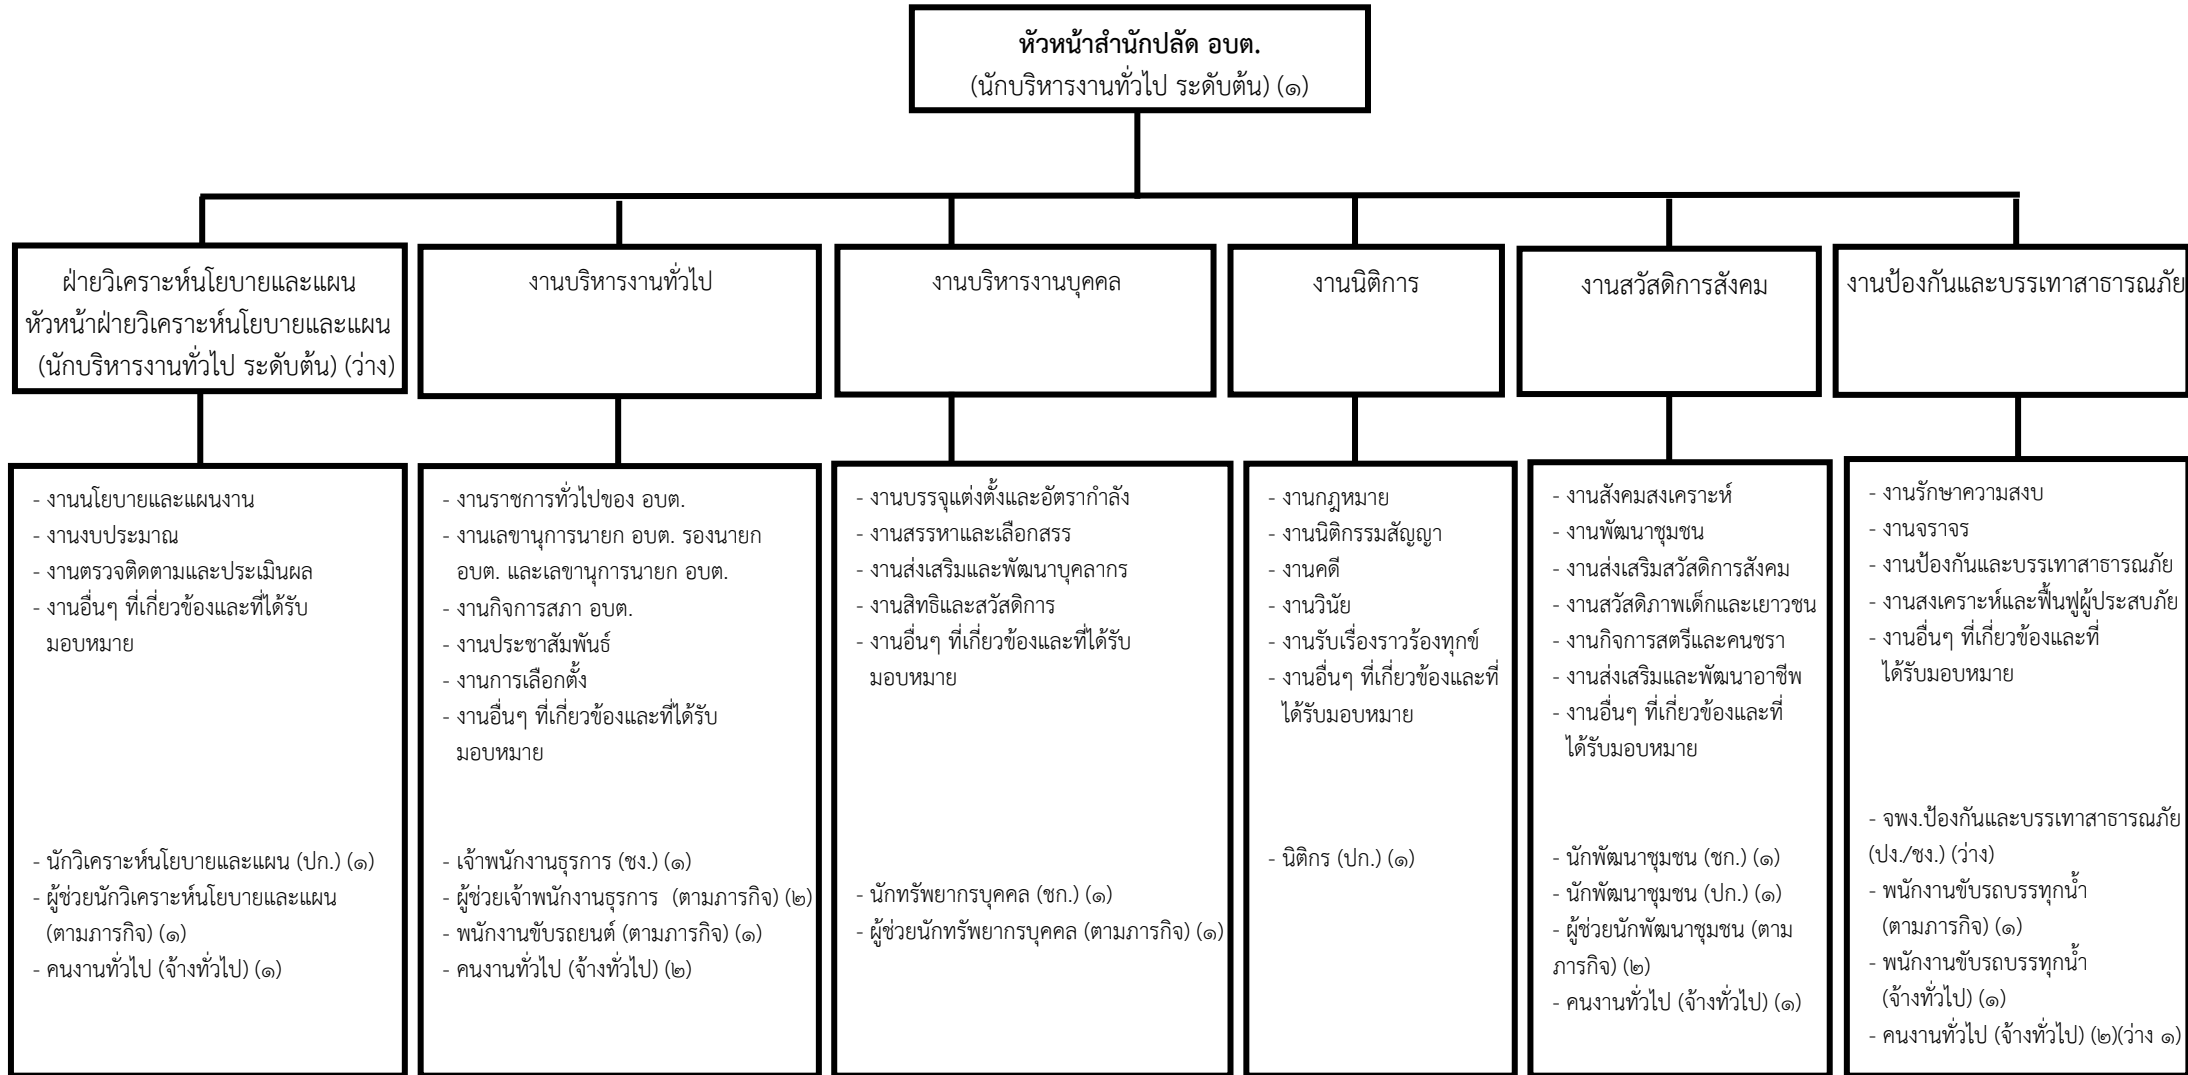 หัวหน้าสำนักปลัด อบต.
(นักบริหารงานทั่วไป ระดับต้น) (๑)
ฝ่ายวิเคราะห์นโยบายและแผน
หัวหน้าฝ่ายวิเคราะห์นโยบายและแผน
(นักบริหารงานทั่วไป ระดับต้น) (ว่าง)
งานบริหารงานทั่วไป
งานบริหารงานบุคคล
งานนิติการ
งานสวัสดิการสังคม
งานป้องกันและบรรเทาสาธารณภัย
- งานนโยบายและแผนงาน
- งานงบประมาณ
- งานตรวจติดตามและประเมินผล
- งานอื่นๆ ที่เกี่ยวข้องและที่ได้รับ
มอบหมาย
- นักวิเคราะห์นโยบายและแผน (ปก.) (๑)
- ผู้ช่วยนักวิเคราะห์นโยบายและแผน
(ตามภารกิจ) (๑)
- คนงานทั่วไป (จ้างทั่วไป) (๑)
- งานราชการทั่วไปของ อบต.
- งานเลขานุการนายก อบต. รองนายก
อบต. และเลขานุการนายก อบต.
- งานกิจการสภา อบต.
- งานประชาสัมพันธ์
- งานการเลือกตั้ง
- งานอื่นๆ ที่เกี่ยวข้องและที่ได้รับ
มอบหมาย
- เจ้าพนักงานธุรการ (ชง.) (๑)
- ผู้ช่วยเจ้าพนักงานธุรการ (ตามภารกิจ) (๒)
- พนักงานขับรถยนต์ (ตามภารกิจ) (๑)
- คนงานทั่วไป (จ้างทั่วไป) (๒)
- งานบรรจุแต่งตั้งและอัตรากำลัง
- งานสรรหาและเลือกสรร
- งานส่งเสริมและพัฒนาบุคลากร
- งานสิทธิและสวัสดิการ
- งานอื่นๆ ที่เกี่ยวข้องและที่ได้รับ
มอบหมาย
- นักทรัพยากรบุคคล (ชก.) (๑)
- ผู้ช่วยนักทรัพยากรบุคคล (ตามภารกิจ) (๑)
- งานกฎหมาย
- งานนิติกรรมสัญญา
- งานคดี
- งานวินัย
- งานรับเรื่องราวร้องทุกข์
- งานอื่นๆ ที่เกี่ยวข้องและที่
ได้รับมอบหมาย
- นิติกร (ปก.) (๑)
- งานสังคมสงเคราะห์
- งานพัฒนาชุมชน
- งานส่งเสริมสวัสดิการสังคม
- งานสวัสดิภาพเด็กและเยาวชน
- งานกิจการสตรีและคนชรา
- งานส่งเสริมและพัฒนาอาชีพ
- งานอื่นๆ ที่เกี่ยวข้องและที่
ได้รับมอบหมาย
- นักพัฒนาชุมชน (ชก.) (๑)
- นักพัฒนาชุมชน (ปก.) (๑)
- ผู้ช่วยนักพัฒนาชุมชน (ตาม
ภารกิจ) (๒)
- คนงานทั่วไป (จ้างทั่วไป) (๑)
- งานรักษาความสงบ
- งานจราจร
- งานป้องกันและบรรเทาสาธารณภัย
- งานสงเคราะห์และฟื้นฟูผู้ประสบภัย
- งานอื่นๆ ที่เกี่ยวข้องและที่
ได้รับมอบหมาย
- จพง.ป้องกันและบรรเทาสาธารณภัย
(ปง./ชง.) (ว่าง)
- พนักงานขับรถบรรทุกน้ำ
(ตามภารกิจ) (๑)
- พนักงานขับรถบรรทุกน้ำ
(จ้างทั่วไป) (๑)
- คนงานทั่วไป (จ้างทั่วไป) (๒)(ว่าง ๑)